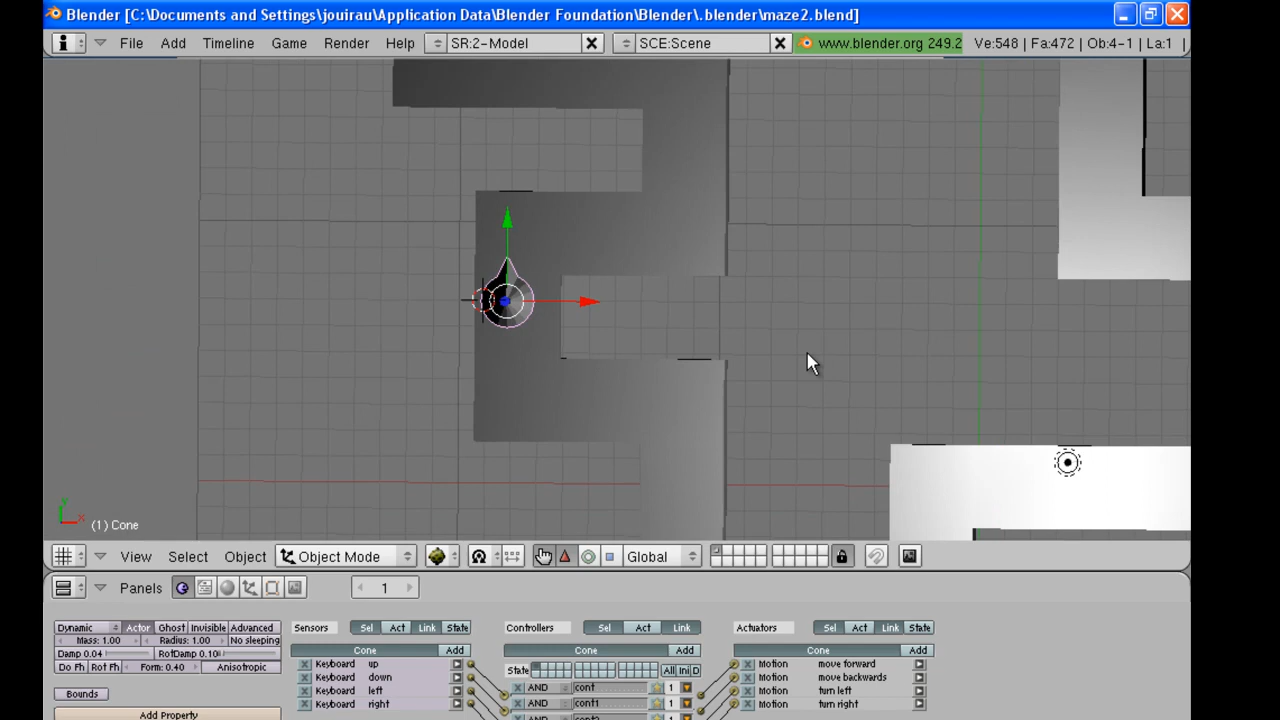 Blender [C:\Documents and Settings\jouirau\Application Data\Blender Foundation\Blender\.blender\maze2.blend]
File Add Timeline Game Render Help SR:2-Model SCE:Scene www.blender.org 249.2 Ve:548 | Fa:472 | Ob:4-1 | La:1 |
y
x
(1) Cone
View Select Object Object Mode Global
Panels 1
Dynamic Actor Ghost Invisible Advanced Sensors Sel Act Link State Controllers Sel Act Link Actuators Sel Act Link State
Mass: 1.00 Radius: 1.00 No sleeping Cone Add Cone Add Cone Add
Damp 0.04 RotDamp 0.10 Keyboard up State All Ini D Motion move forward
Do Fh Rot Fh Form: 0.40 Anisotropic Keyboard down Motion move backwards
Bounds Keyboard left AND cont 1 Motion turn left
Keyboard right AND cont1 1 Motion turn right
Add Property